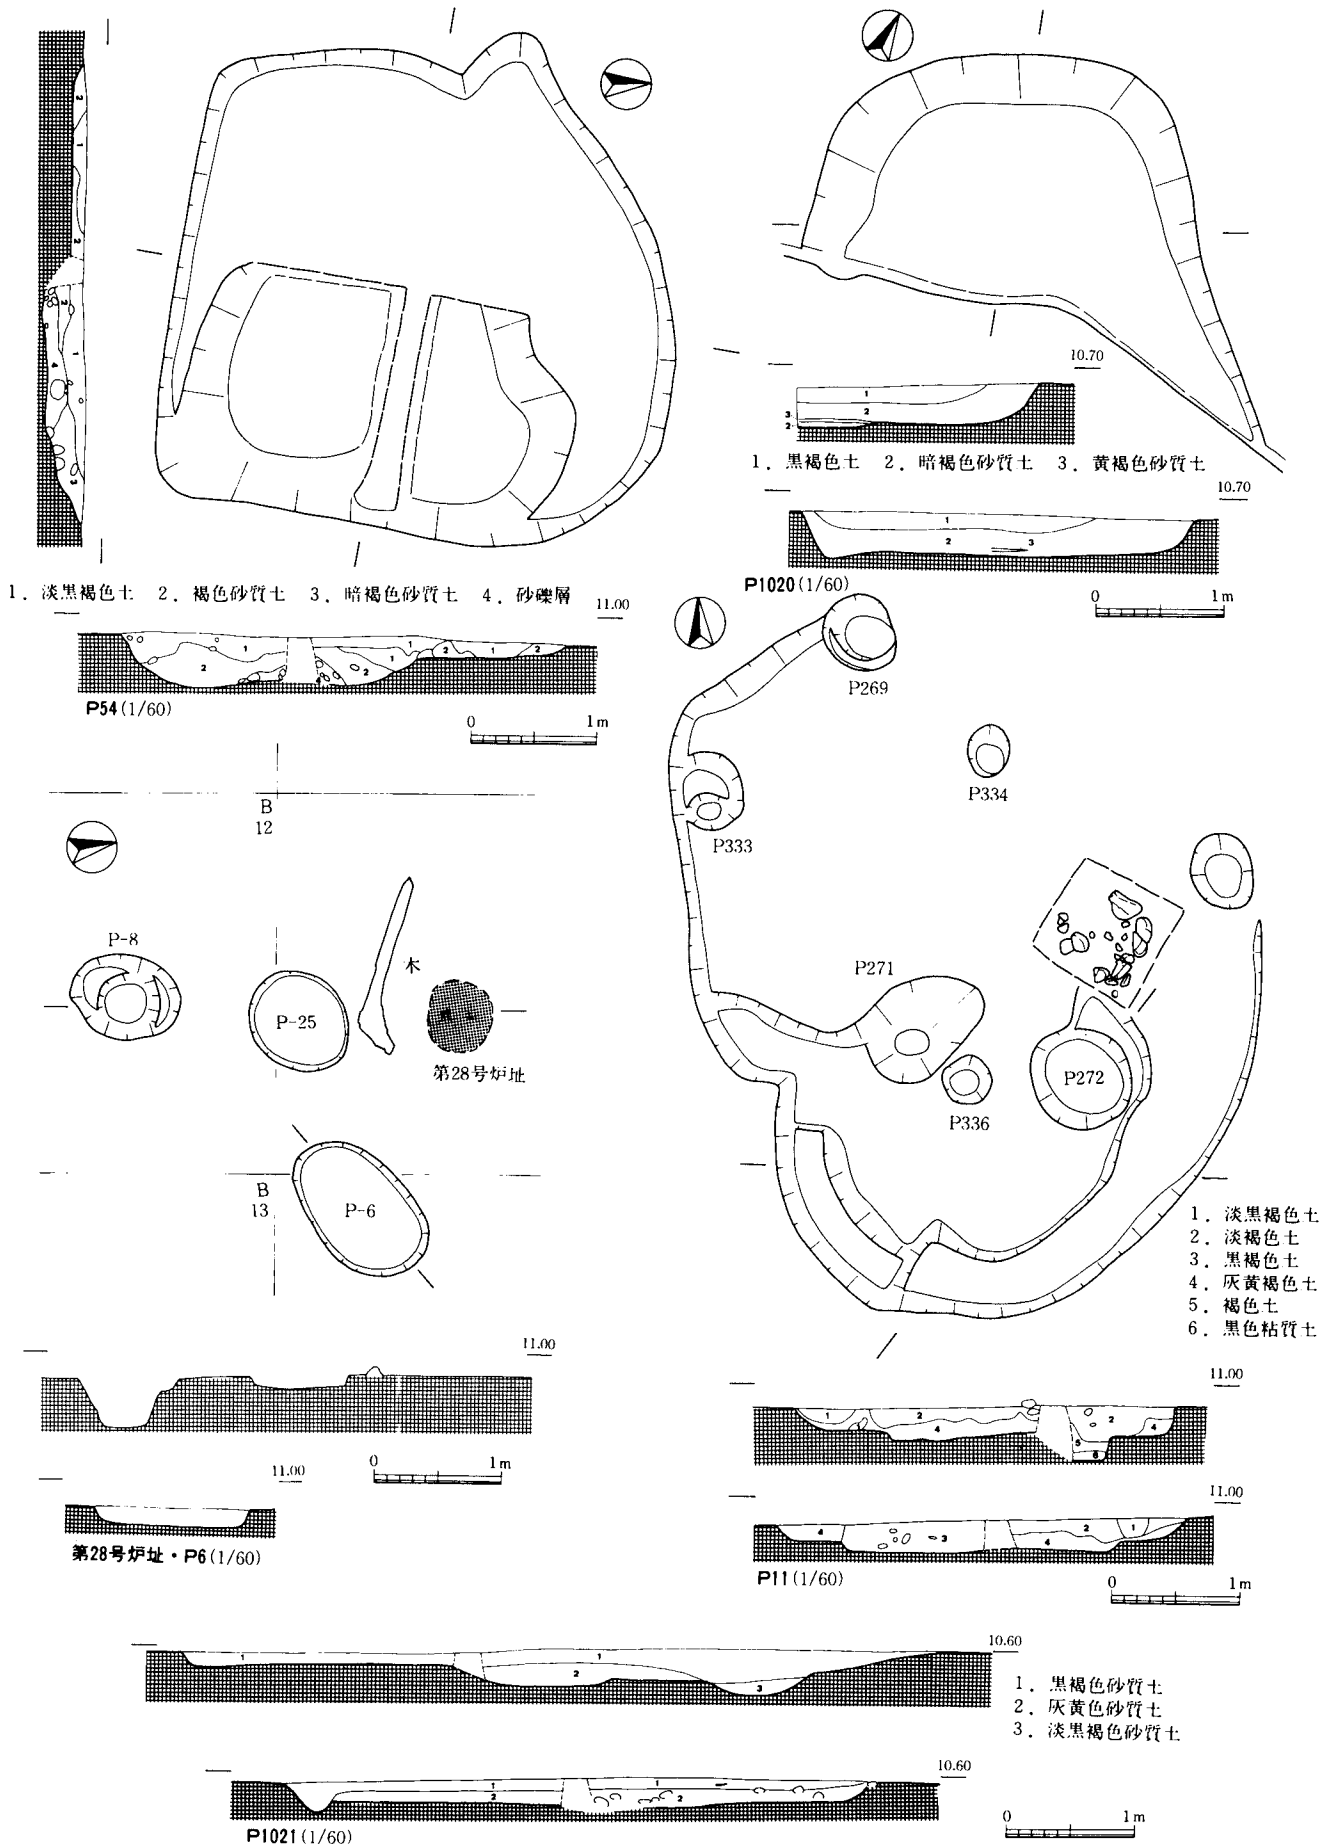 10.70
1. 黒褐色土 2. 暗褐色砂質土 3. 黄褐色砂質土
10.70
P1020(1/60)
0 1m
1. 淡黒褐色土 2. 褐色砂質土 3. 暗褐色砂質土 4. 砂礫層
11.00
P54(1/60)
0 1m
B
12
P-8
P-25
木
第28号炉址
B
13
P-6
11.00
0 1m
11.00
第28号炉址・P6(1/60)
P269
P334
P333
P271
P336
P272
1. 淡黒褐色土
2. 淡褐色土
3. 黒褐色土
4. 灰黄褐色土
5. 褐色土
6. 黒色粘質土
11.00
11.00
P11(1/60)
0 1m
10.60
1. 黒褐色砂質土
2. 灰黄色砂質土
3. 淡黒褐色砂質土
10.60
P1021(1/60)
0 1m